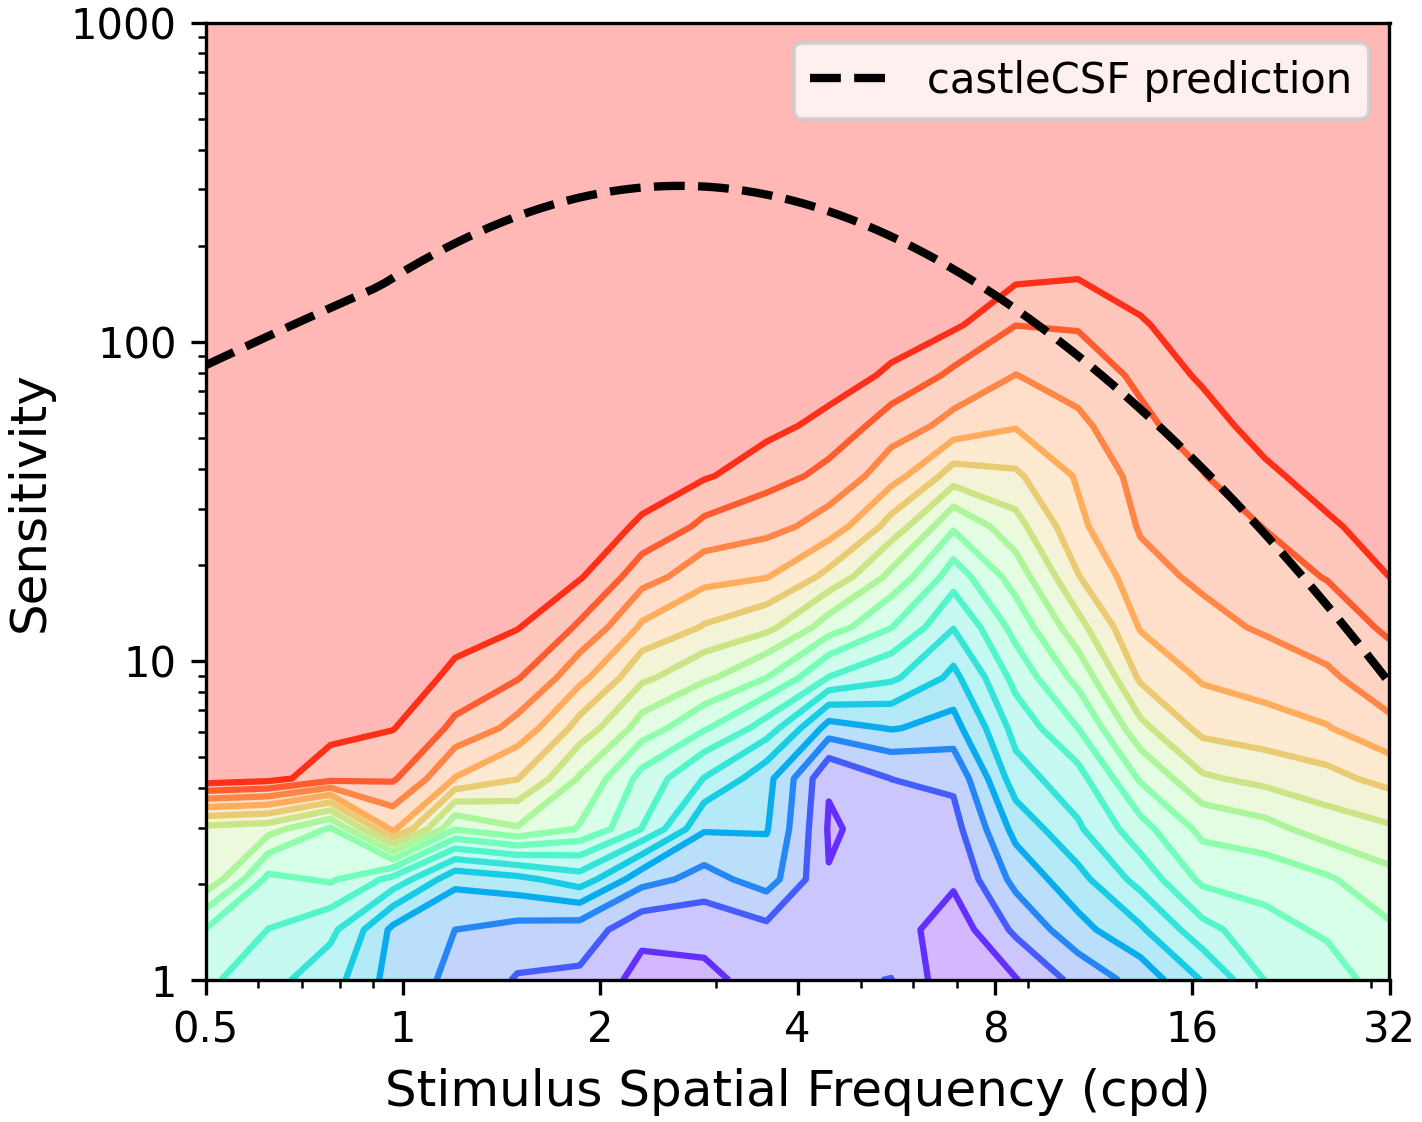 1000
100
10
1
Sensitivity
castleCSF prediction
0.5 1 2 4 8 16 32
Stimulus Spatial Frequency (cpd)